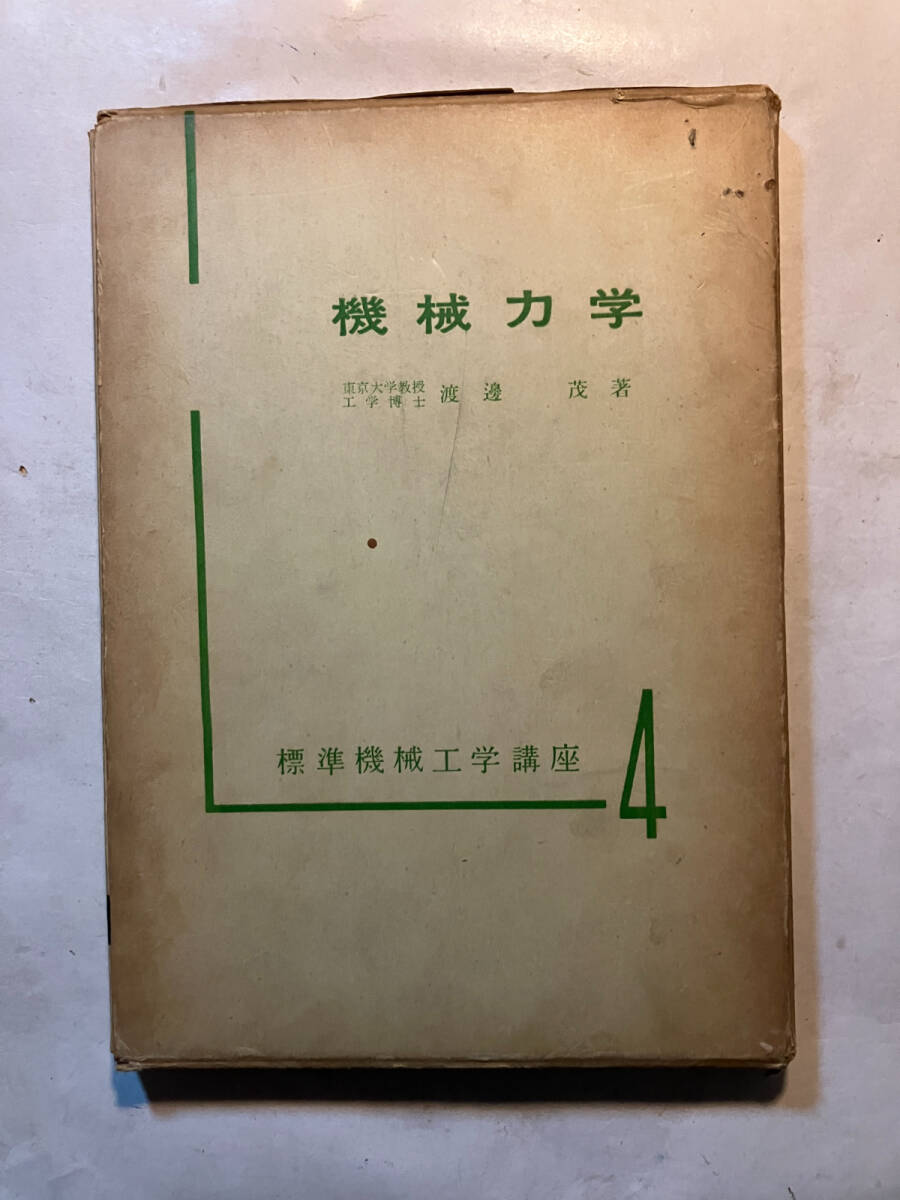 機械力学
東京大学教授
工学博士 渡邊 茂著
標準機械工学講座 4